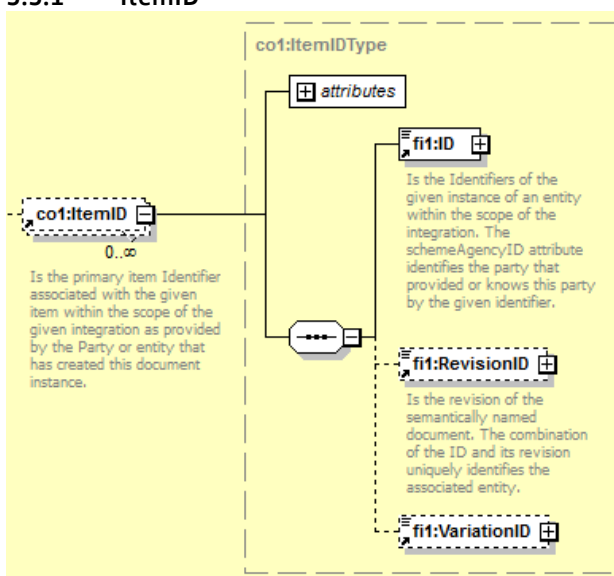 5.5.1 ItemID
co1:ItemIDType
attributes
fi1:ID
Is the Identifiers of the
given instance of an entity
within the scope of the
integration. The
schemeAgencyID attribute
identifies the party that
provided or knows this party
by the given identifier.
co1:ItemID
0..∞
Is the primary item Identifier
associated with the given
item within the scope of the
given integration as provided
by the Party or entity that
has created this document
instance.
fi1:RevisionID
Is the revision of the
semantically named
document. The combination
of the ID and its revision
uniquely identifies the
associated entity.
fi1:VariationID